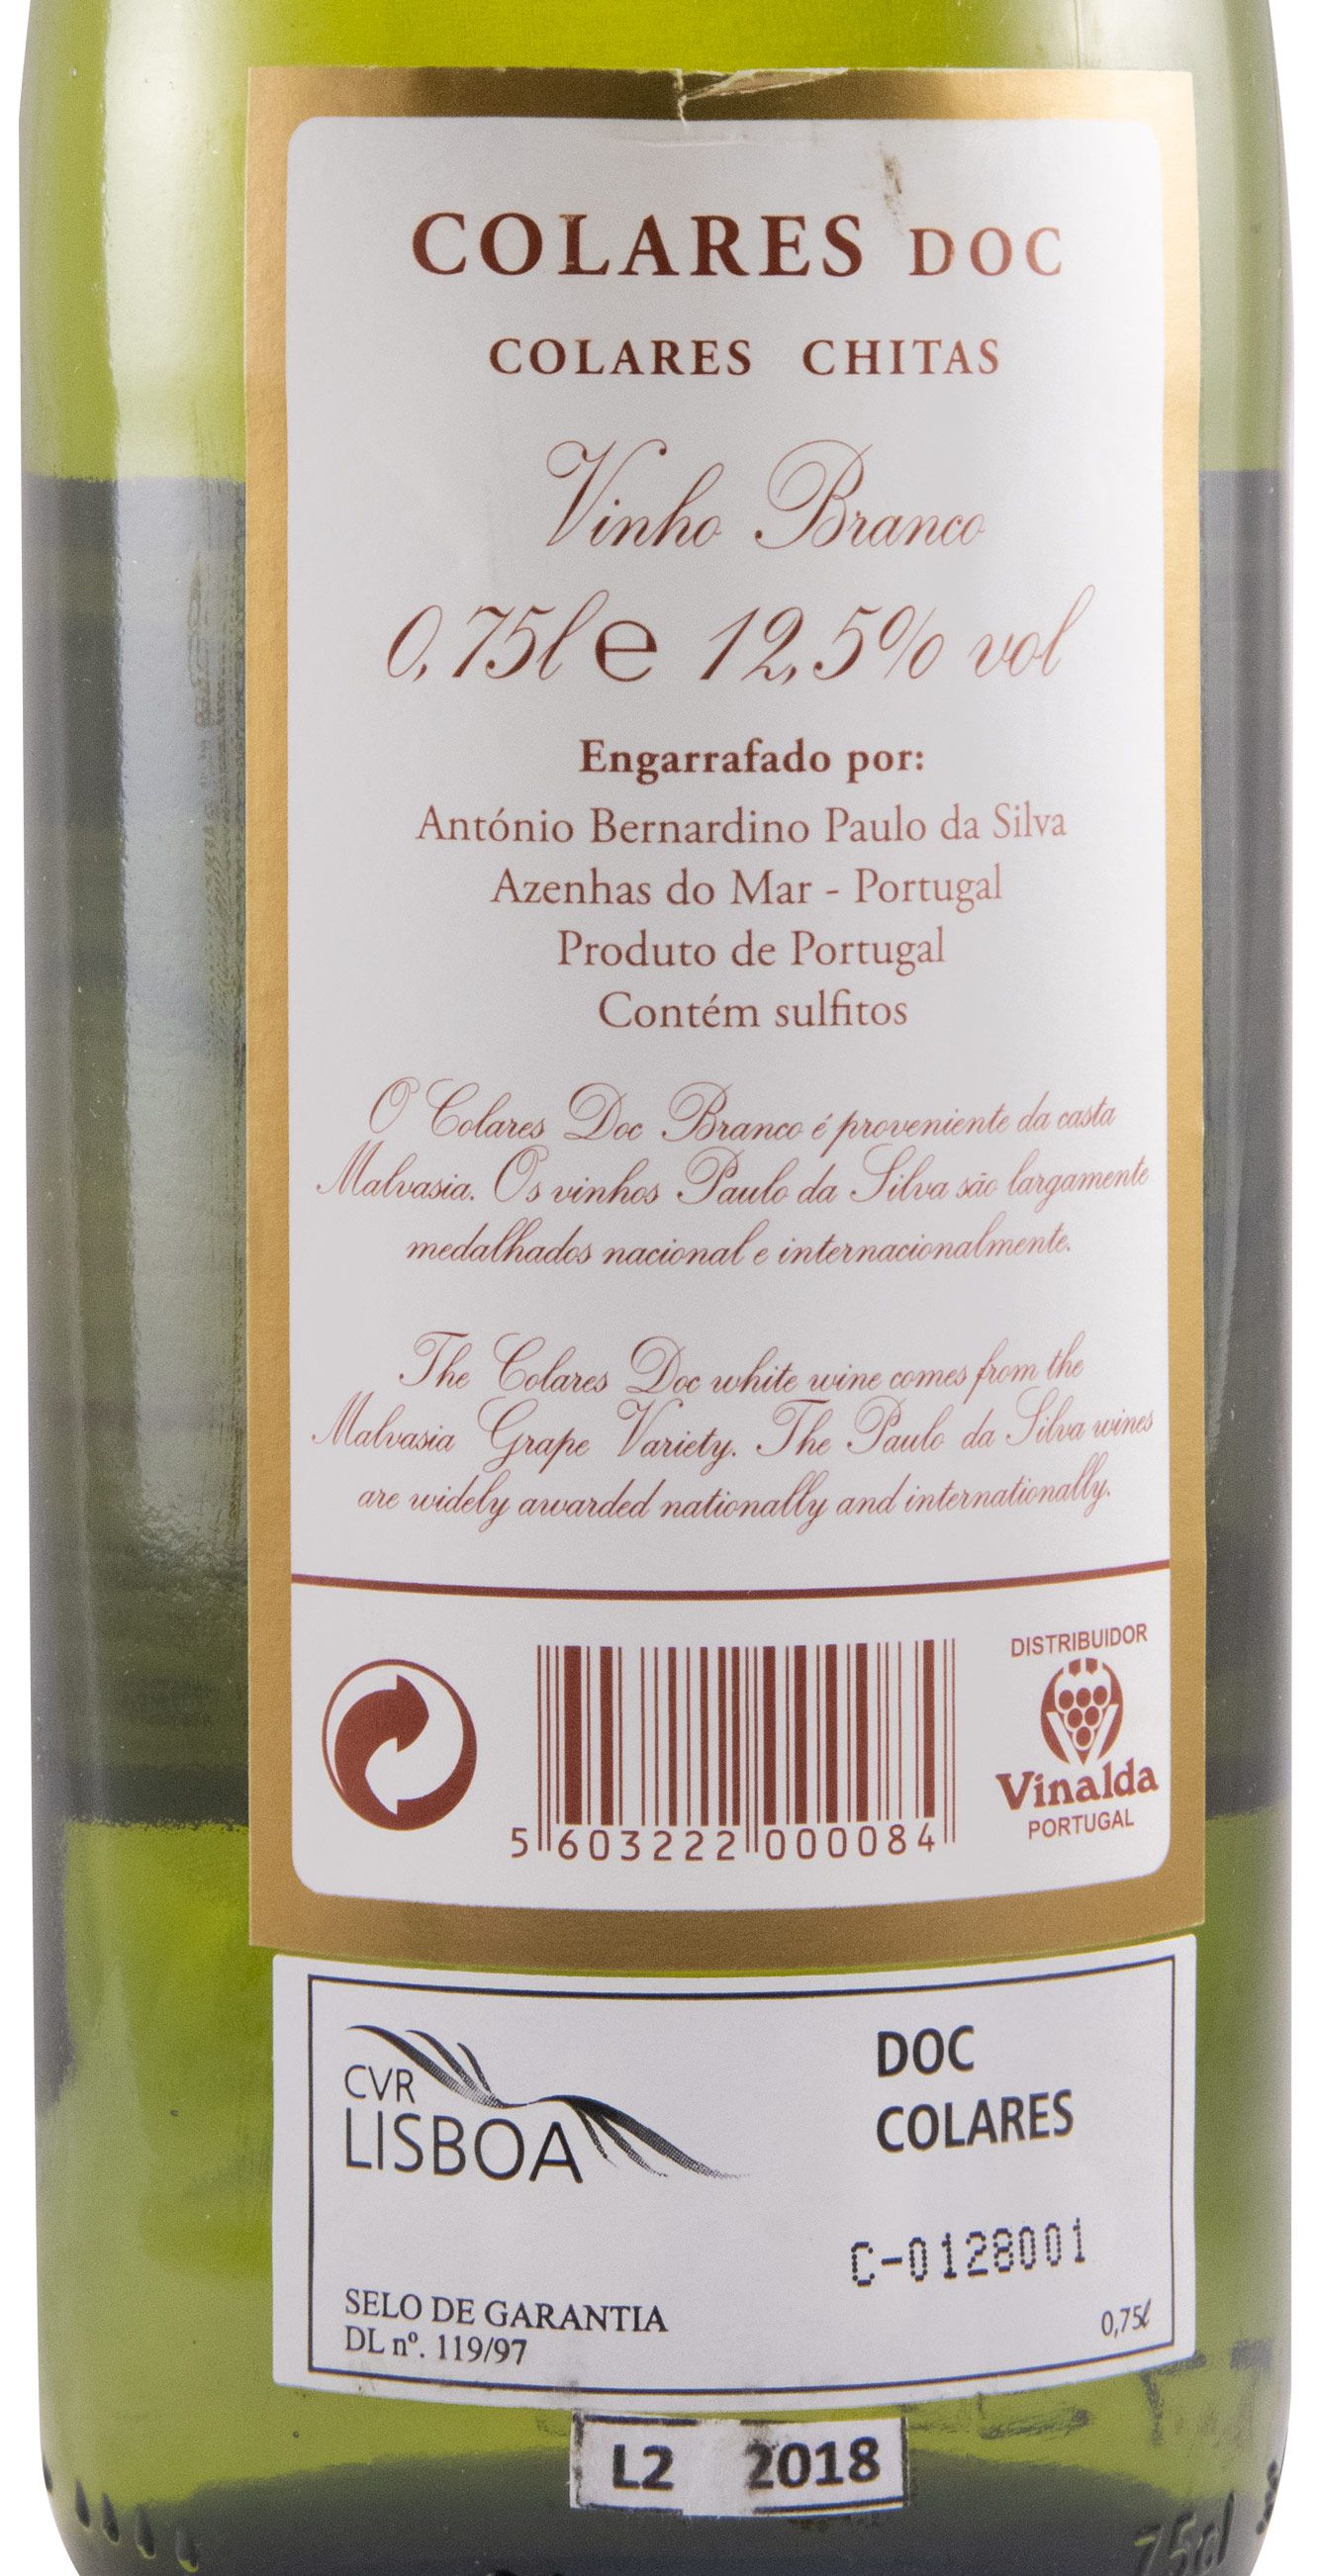 COLARES DOC
COLARES CHITAS
Vinho Branco
0,75l e 12,5% vol
Engarrafado por:
António Bernardino Paulo da Silva
Azenhas do Mar - Portugal
Produto de Portugal
Contém sulfitos
O Colares Doc Branco é proveniente da casta
Malvasia. Os vinhos Paulo da Silva são largamente
medalhados nacional e internacionalmente.
The Colares Doc white wine comes from the
Malvasia Grape Variety. The Paulo da Silva wines
are widely awarded nationally and internationally.
DISTRIBUIDOR
Vinalda
PORTUGAL
5 603222 000084
CVR
LISBOA
DOC
COLARES
C-0128001
SELO DE GARANTIA
DL nº. 119/97
0,75ℓ
L2 2018
75cl